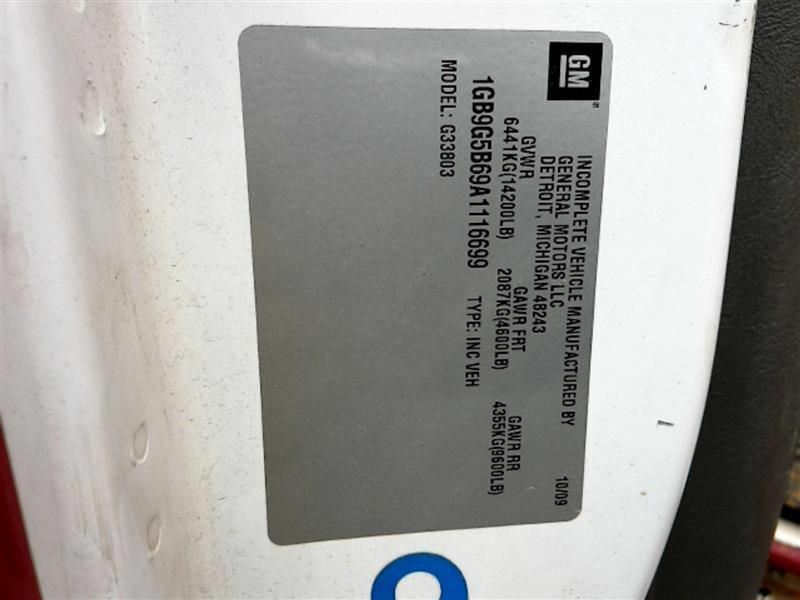 GM
INCOMPLETE VEHICLE MANUFACTURED BY
GENERAL MOTORS LLC
DETROIT, MICHIGAN 48243
10/09
GVWR GAWR FRT GAWR RR
6441KG(14200LB) 2087KG(4600LB) 4355KG(9600LB)
1GB9G5B69A1116699 TYPE: INC VEH
MODEL: G33803